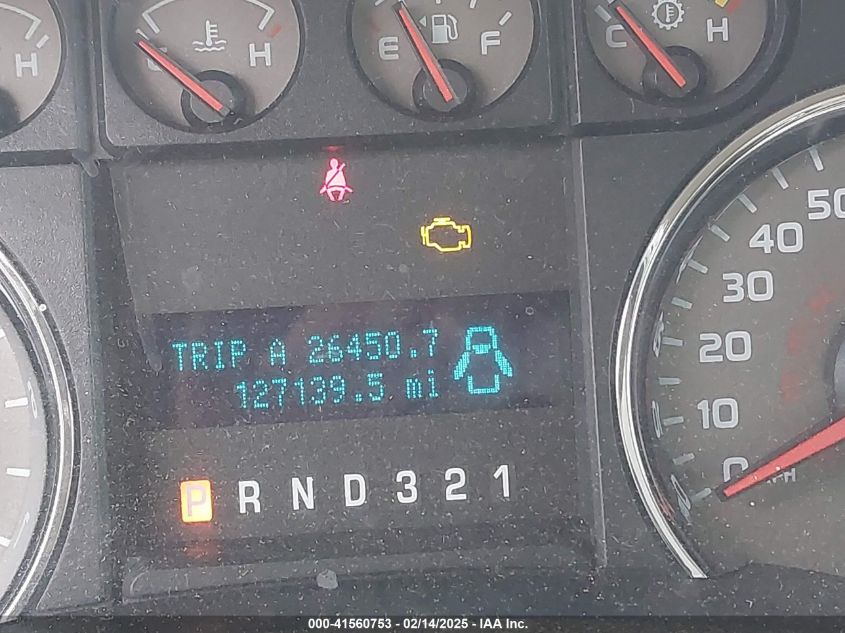 H
H
E F
C H
50
40
30
20
10
0
MPH
TRIP A 26450.7
127139.5 mi
P R N D 3 2 1
000-41560753 - 02/14/2025 - IAA Inc.